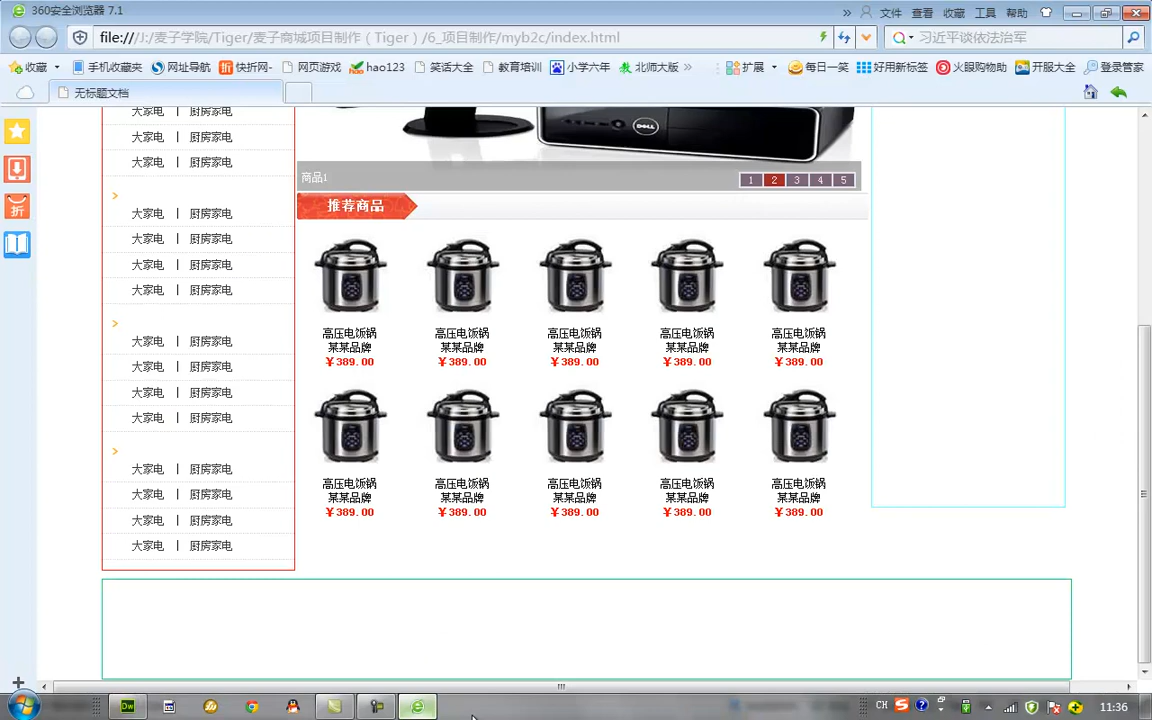 360安全浏览器 7.1
» 文件 查看 收藏 工具 帮助
file:///J:/麦子学院/Tiger/麦子商城项目制作（Tiger）/6_项目制作/myb2c/index.html
习近平谈依法治军
收藏 手机收藏夹 网址导航 折 快折网· 网页游戏 hao123 笑话大全 教育培训 小学六年 北师大版 » 扩展 每日一笑 好用新标签 火眼购物助 开服大全 登录管家
无标题文档
大家电 | 厨房家电
大家电 | 厨房家电
大家电 | 厨房家电
>
大家电 | 厨房家电
大家电 | 厨房家电
大家电 | 厨房家电
大家电 | 厨房家电
>
大家电 | 厨房家电
大家电 | 厨房家电
大家电 | 厨房家电
大家电 | 厨房家电
>
大家电 | 厨房家电
大家电 | 厨房家电
大家电 | 厨房家电
大家电 | 厨房家电
DELL
商品1
1 2 3 4 5
推荐商品
高压电饭锅 高压电饭锅 高压电饭锅 高压电饭锅 高压电饭锅
某某品牌 某某品牌 某某品牌 某某品牌 某某品牌
￥389.00 ￥389.00 ￥389.00 ￥389.00 ￥389.00
高压电饭锅 高压电饭锅 高压电饭锅 高压电饭锅 高压电饭锅
某某品牌 某某品牌 某某品牌 某某品牌 某某品牌
￥389.00 ￥389.00 ￥389.00 ￥389.00 ￥389.00
折
Dw
CH
11:36